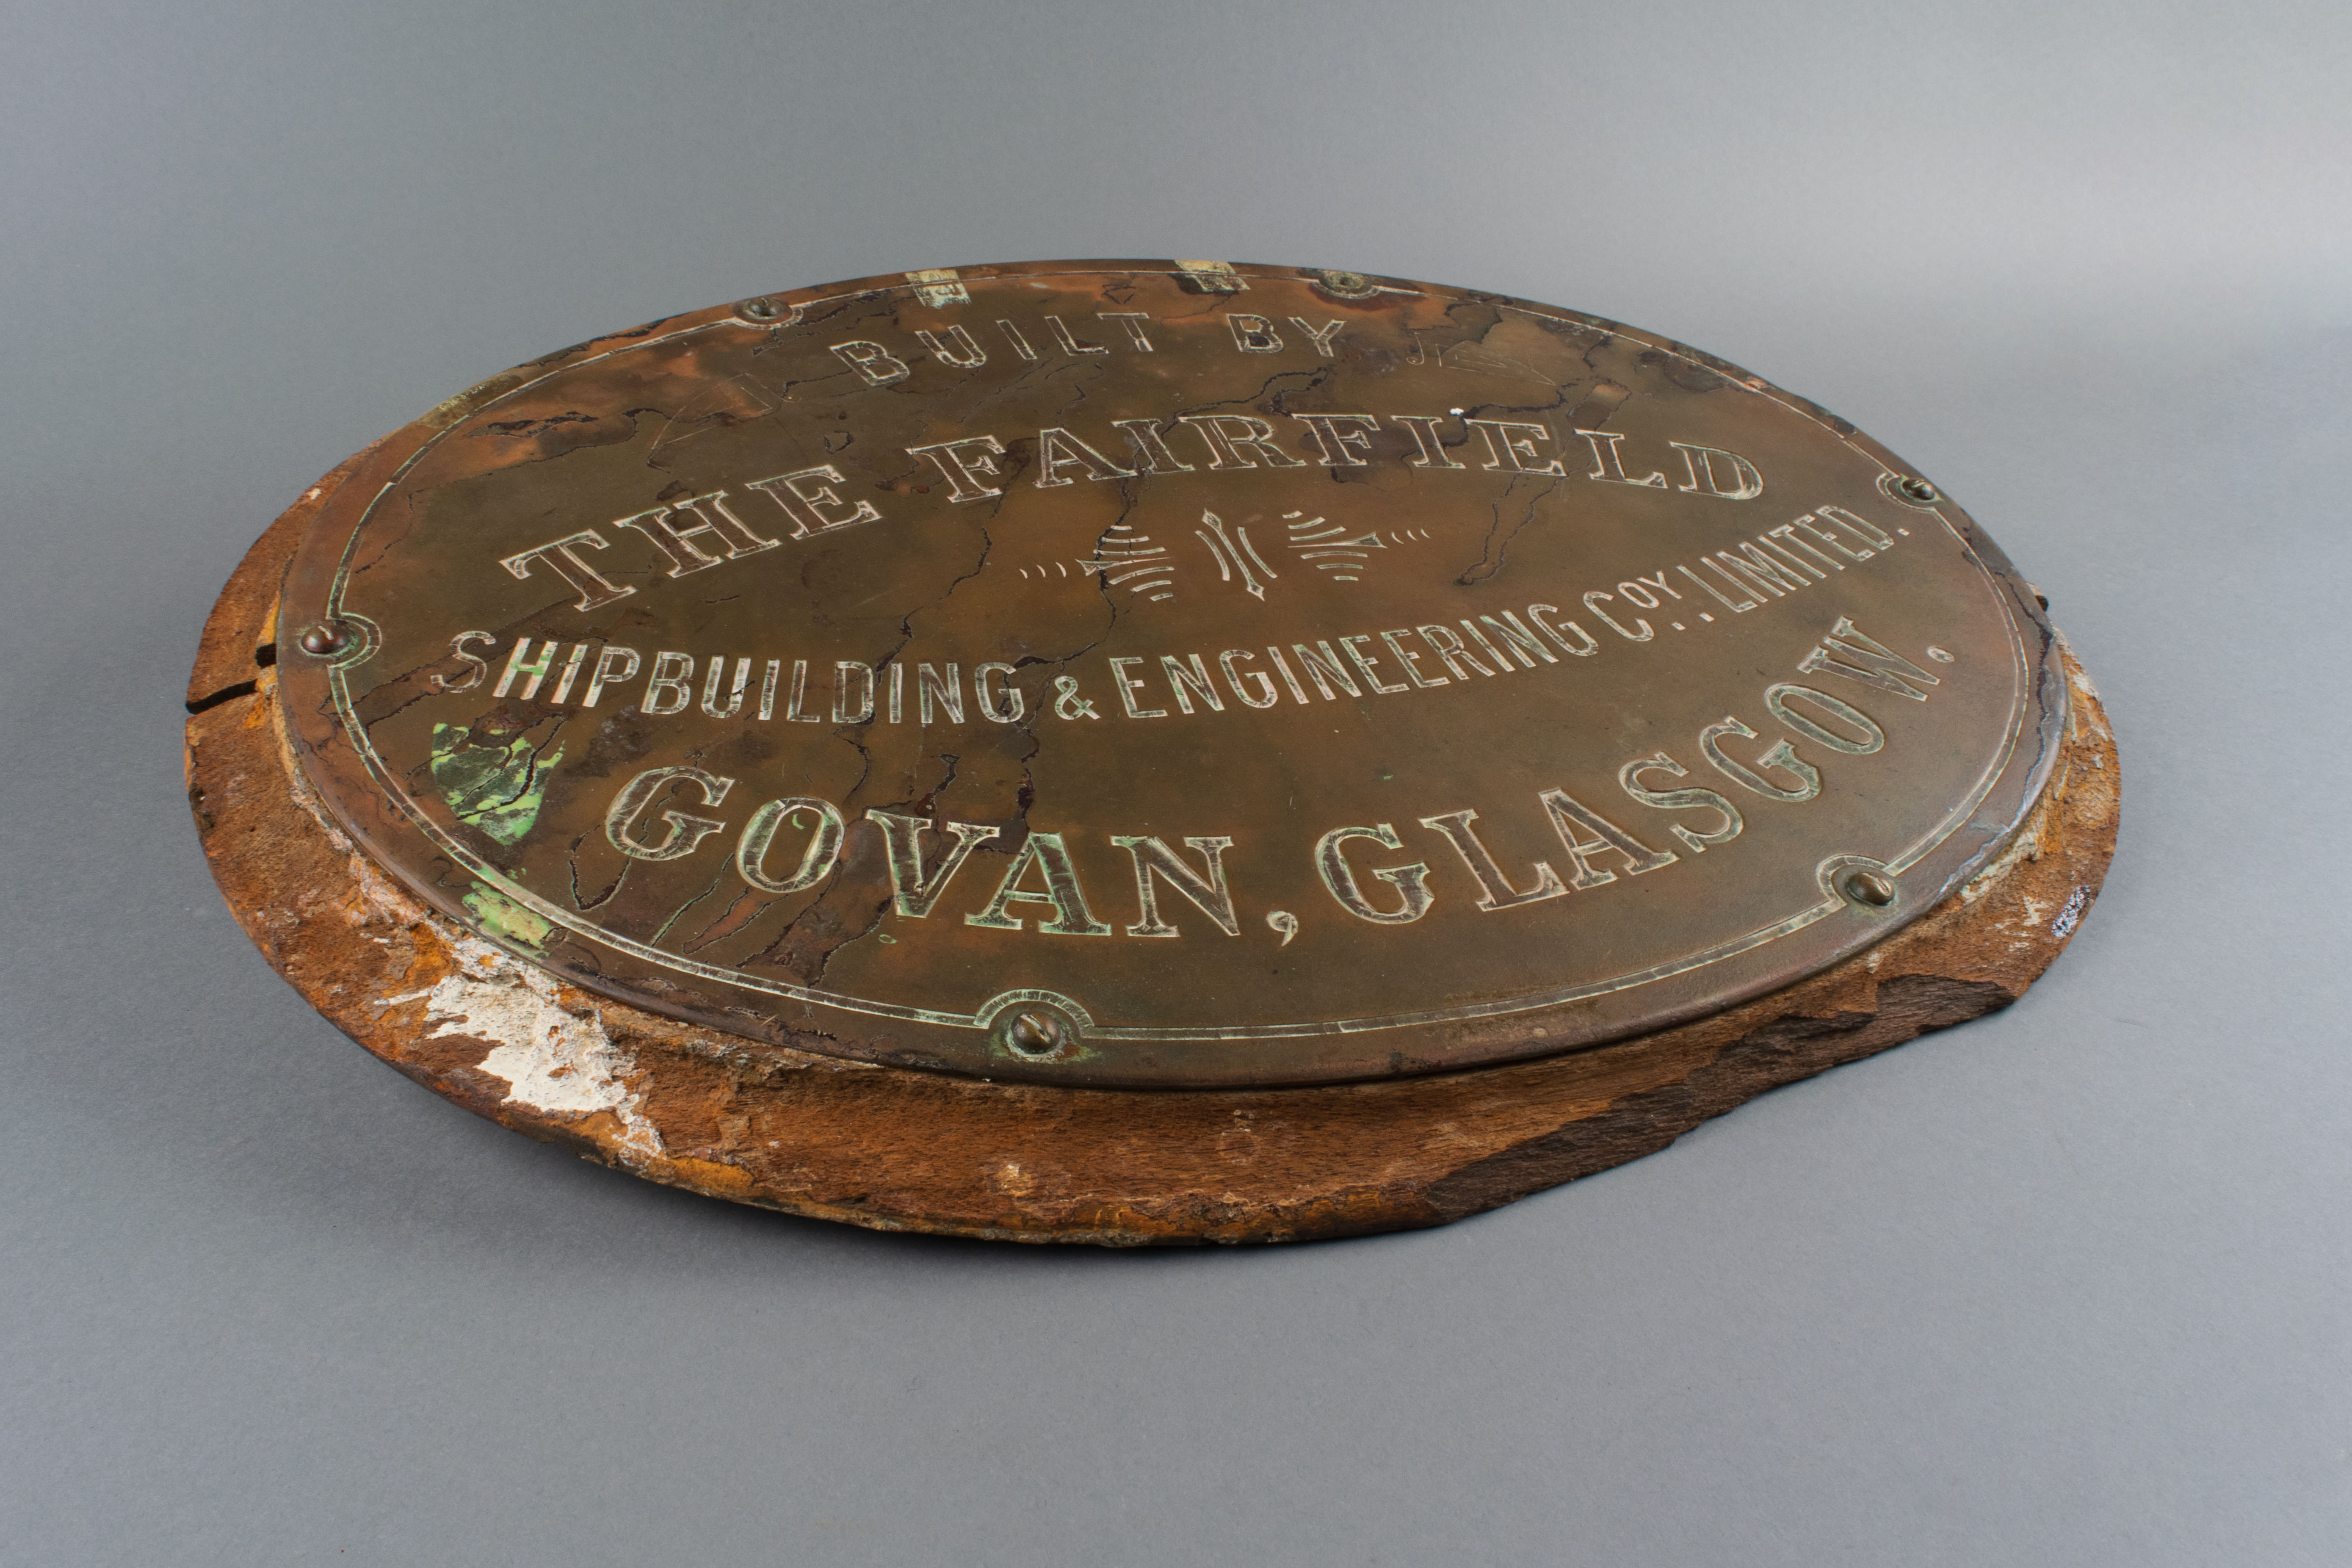 BUILT BY
THE FAIRFIELD
SHIPBUILDING & ENGINEERING COY.. LIMITED.
GOVAN, GLASGOW.